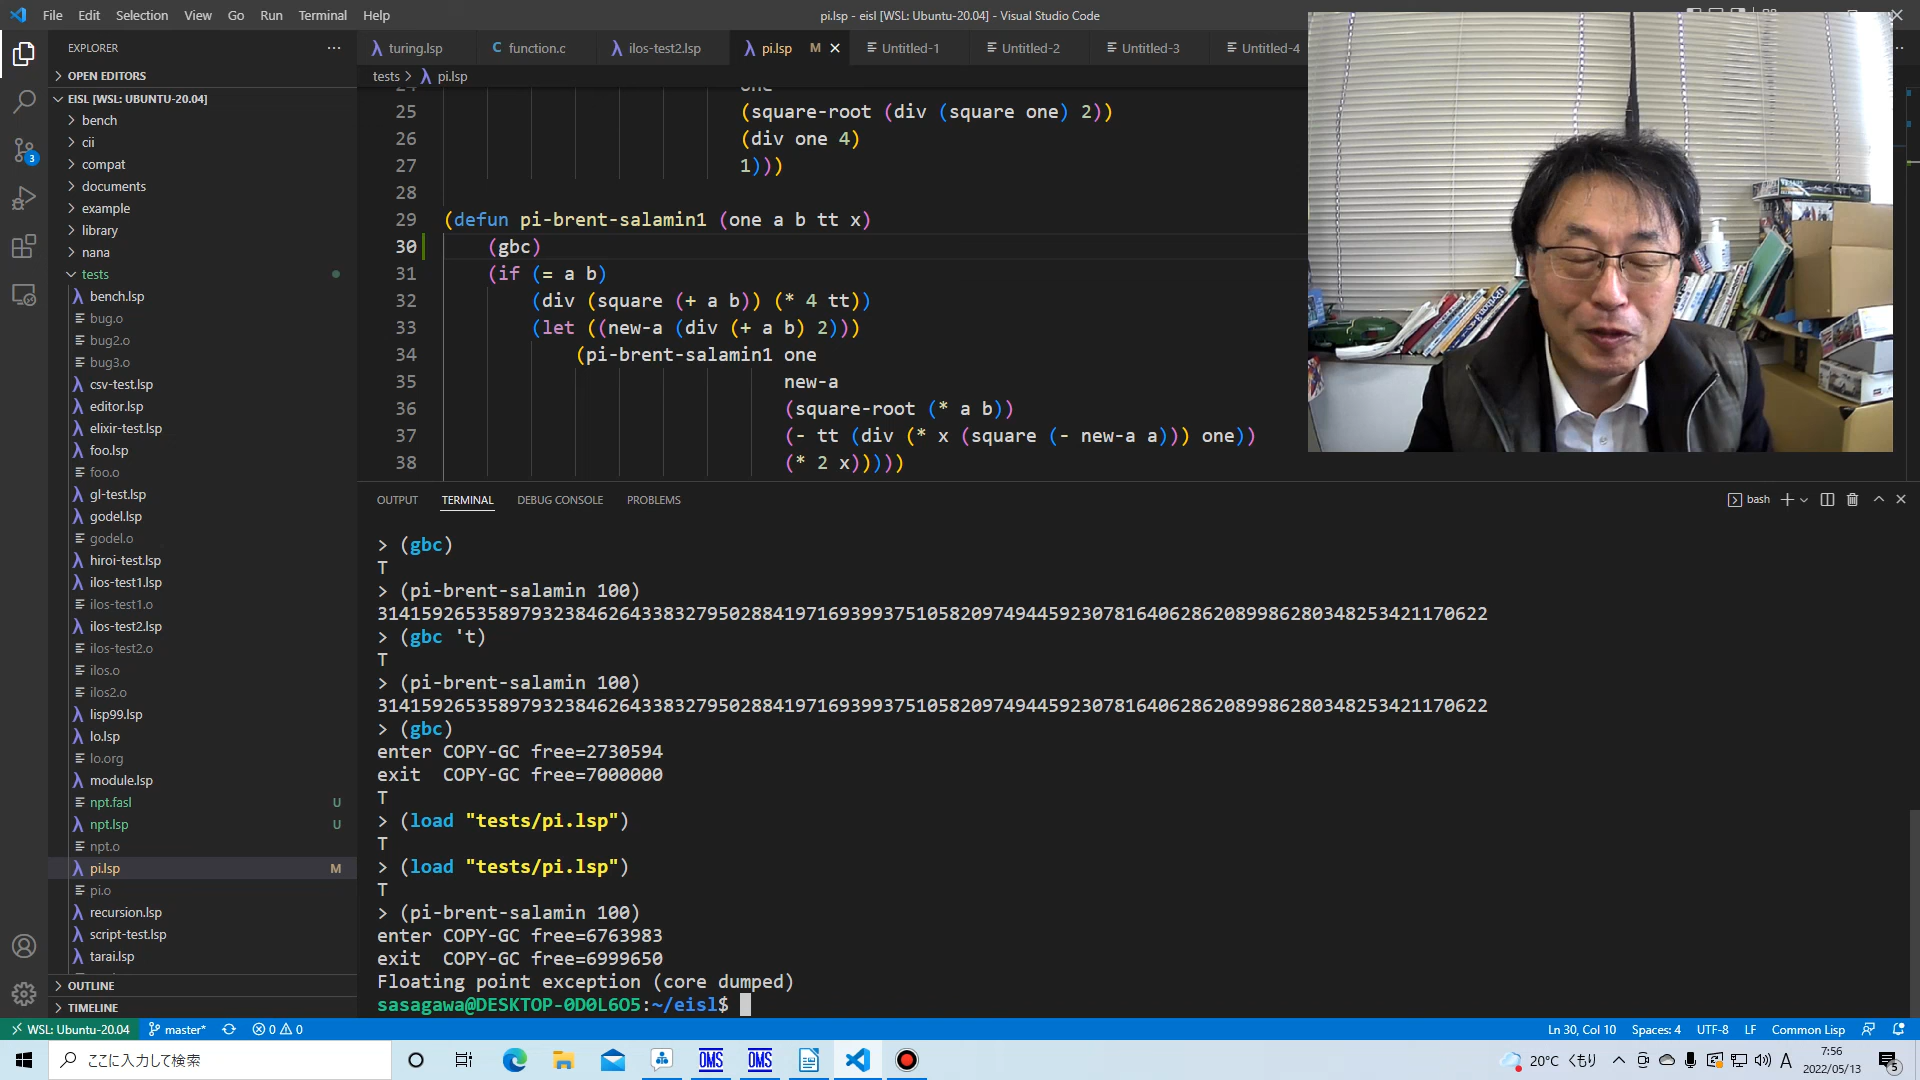 File Edit Selection View Go Run Terminal Help
pi.lsp - eisl [WSL: Ubuntu-20.04] - Visual Studio Code
EXPLORER
OPEN EDITORS
EISL [WSL: UBUNTU-20.04]
bench
cii
compat
documents
example
library
nana
tests
bench.lsp
bug.o
bug2.o
bug3.o
csv-test.lsp
editor.lsp
elixir-test.lsp
foo.lsp
foo.o
gl-test.lsp
godel.lsp
godel.o
hiroi-test.lsp
ilos-test1.lsp
ilos-test1.o
ilos-test2.lsp
ilos-test2.o
ilos.o
ilos2.o
lisp99.lsp
lo.lsp
lo.org
module.lsp
npt.fasl U
npt.lsp U
npt.o
pi.lsp M
pi.o
recursion.lsp
script-test.lsp
tarai.lsp
OUTLINE
TIMELINE
3
turing.lsp C function.c ilos-test2.lsp pi.lsp M Untitled-1 Untitled-2 Untitled-3 Untitled-4
tests > pi.lsp
24 one
25 (square-root (div (square one) 2))
26 (div one 4)
27 1)))
28
29 (defun pi-brent-salamin1 (one a b tt x)
30 (gbc)
31 (if (= a b)
32 (div (square (+ a b)) (* 4 tt))
33 (let ((new-a (div (+ a b) 2)))
34 (pi-brent-salamin1 one
35 new-a
36 (square-root (* a b))
37 (- tt (div (* x (square (- new-a a))) one))
38 (* 2 x)))))
OUTPUT TERMINAL DEBUG CONSOLE PROBLEMS
bash
> (gbc)
T
> (pi-brent-salamin 100)
31415926535897932384626433832795028841971693993751058209749445923078164062862089986280348253421170622
> (gbc 't)
T
> (pi-brent-salamin 100)
31415926535897932384626433832795028841971693993751058209749445923078164062862089986280348253421170622
> (gbc)
enter COPY-GC free=2730594
exit  COPY-GC free=7000000
T
> (load "tests/pi.lsp")
T
> (load "tests/pi.lsp")
T
> (pi-brent-salamin 100)
enter COPY-GC free=6763983
exit  COPY-GC free=6999650
Floating point exception (core dumped)
sasagawa@DESKTOP-0D0L6O5:~/eisl$
WSL: Ubuntu-20.04 master* 0 0
Ln 30, Col 10 Spaces: 4 UTF-8 LF Common Lisp
ここに入力して検索
OMS OMS
20°C くもり A 7:56
2022/05/13
5